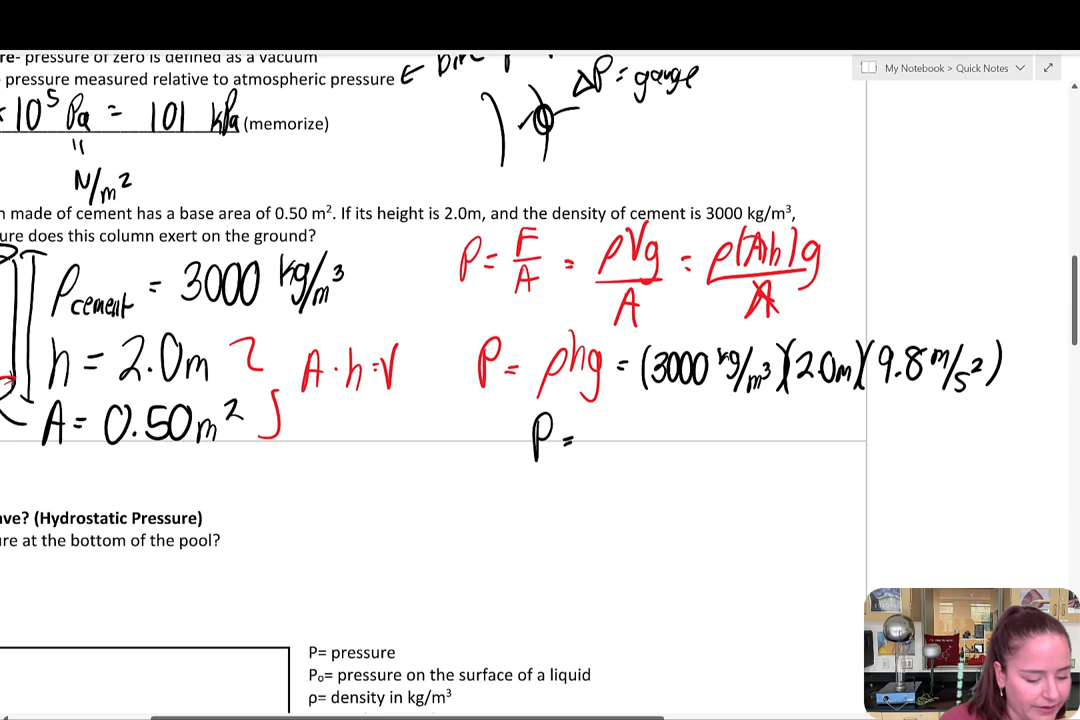 re- pressure of zero is defined as a vacuum
pressure measured relative to atmospheric pressure ←
ΔP = gauge
My Notebook > Quick Notes
10⁵ Pa = 101 kPa (memorize)
"
N/m²
made of cement has a base area of 0.50 m². If its height is 2.0m, and the density of cement is 3000 kg/m³,
ure does this column exert on the ground?
P = F/A = ρVg/A = ρ(Ah)g/A
ρcement = 3000 kg/m³
h = 2.0m
A·h=V
P = ρhg = (3000 kg/m³)(2.0m)(9.8 m/s²)
A = 0.50m²
P =
ave? (Hydrostatic Pressure)
ure at the bottom of the pool?
P= pressure
P₀= pressure on the surface of a liquid
ρ= density in kg/m³